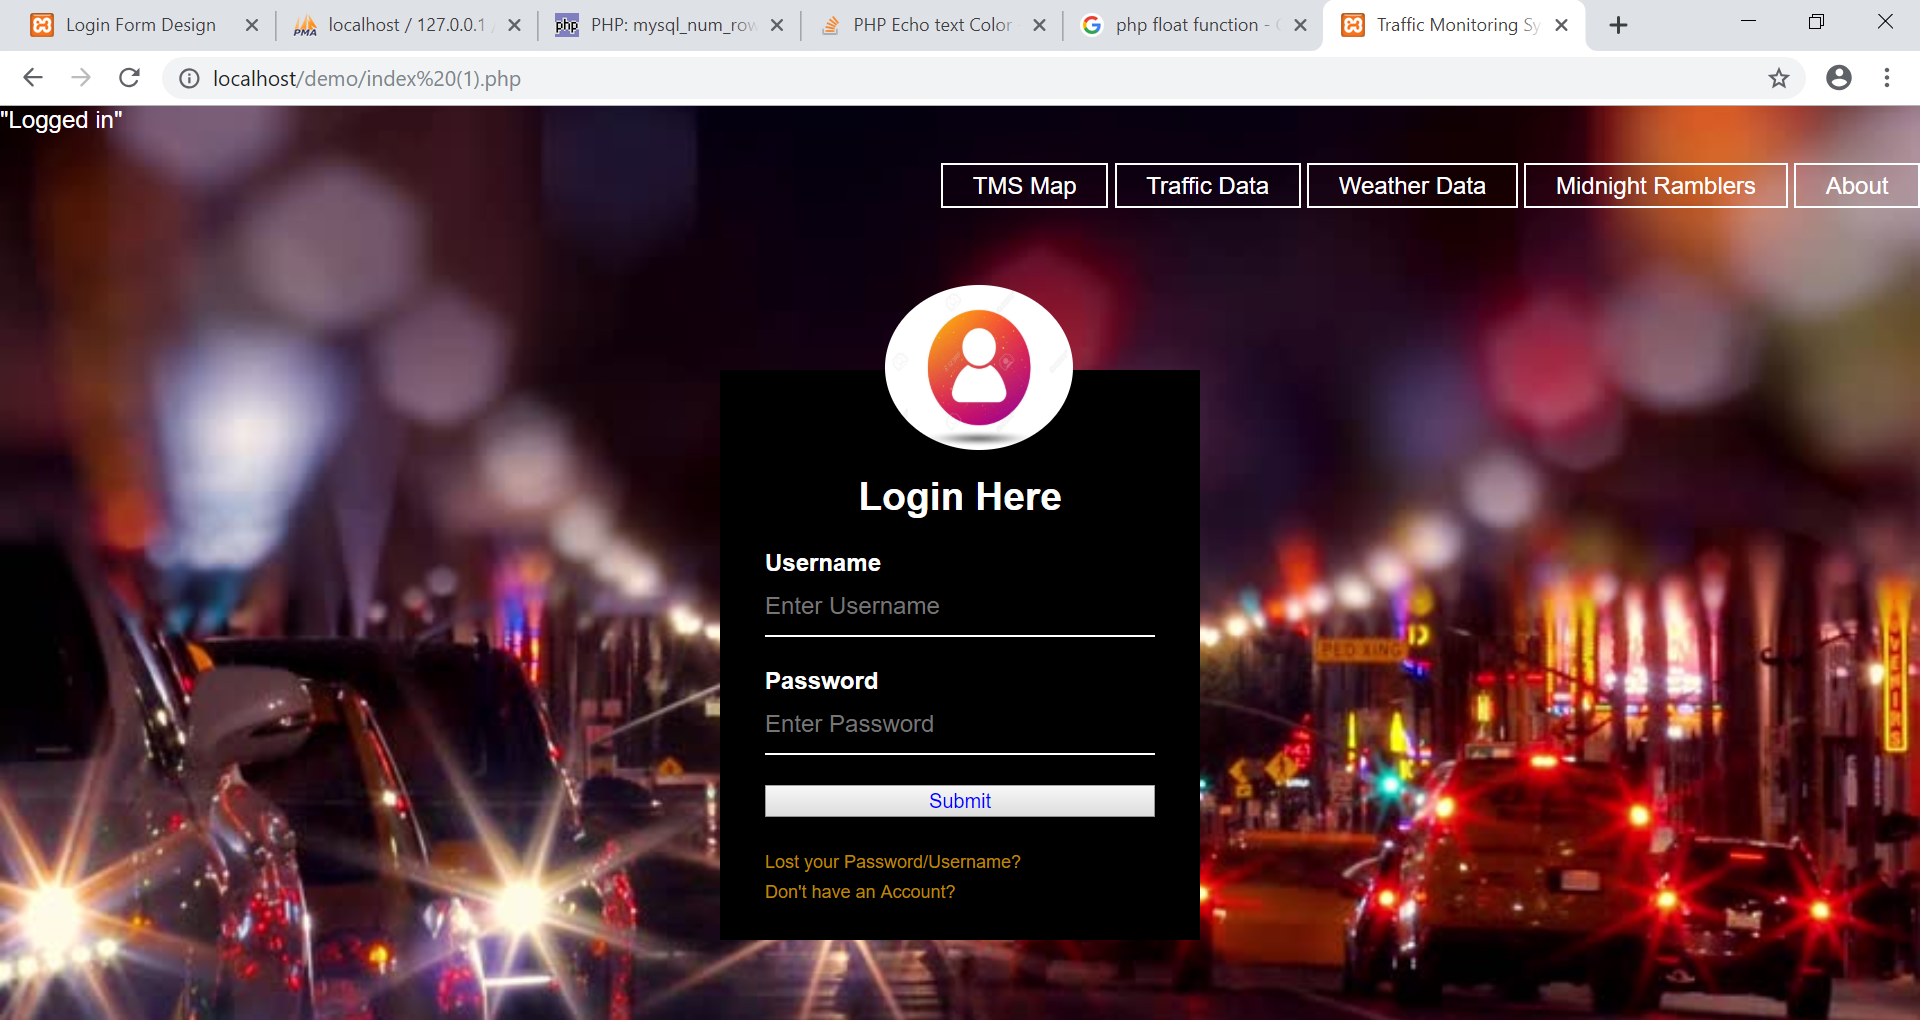 Login Form Design
localhost / 127.0.0.1
PMA
php
PHP: mysql_num_row
PHP Echo text Color
php float function -
Traffic Monitoring Sy
localhost/demo/index%20(1).php
"Logged in"
TMS Map
Traffic Data
Weather Data
Midnight Ramblers
About
Login Here
Username
Enter Username
PED XING
Password
Enter Password
Submit
Lost your Password/Username?
Don't have an Account?